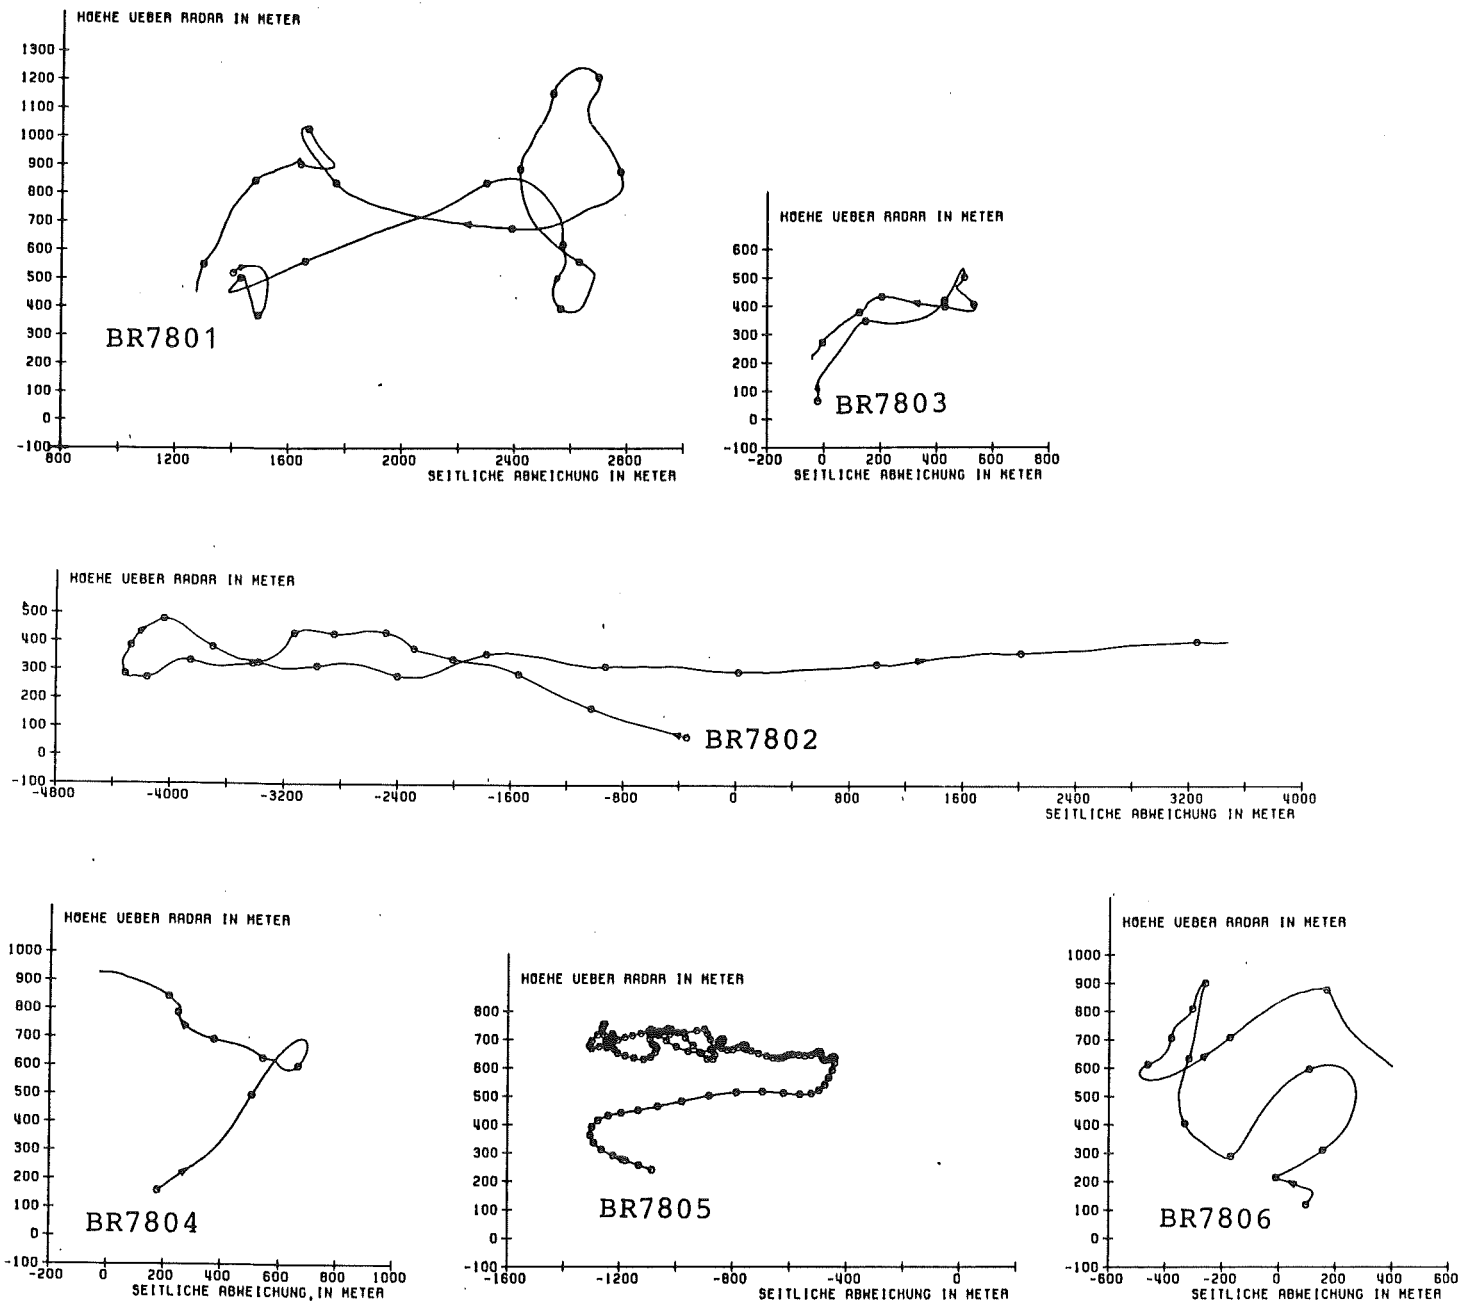 HOEHE UEBER RADAR IN METER
1300
1200
1100
1000
900
800
700
600
500
400
300
200
100
0
-100
800 1200 1600 2000 2400 2800
SEITLICHE ABWEICHUNG IN METER
BR7801
HOEHE UEBER RADAR IN METER
600
500
400
300
200
100
0
-100
-200 0 200 400 600 800
SEITLICHE ABWEICHUNG IN METER
BR7803
HOEHE UEBER RADAR IN METER
500
400
300
200
100
0
-100
-4800 -4000 -3200 -2400 -1600 -800 0 800 1600 2400 3200 4000
SEITLICHE ABWEICHUNG IN METER
BR7802
HOEHE UEBER RADAR IN METER
1000
900
800
700
600
500
400
300
200
100
0
-100
-200 0 200 400 600 800 1000
SEITLICHE ABWEICHUNG, IN METER
BR7804
HOEHE UEBER RADAR IN METER
800
700
600
500
400
300
200
100
0
-100
-1600 -1200 -800 -400 0
SEITLICHE ABWEICHUNG IN METER
BR7805
HOEHE UEBER RADAR IN METER
1000
900
800
700
600
500
400
300
200
100
0
-100
-600 -400 -200 0 200 400 600
SEITLICHE ABWEICHUNG IN METER
BR7806